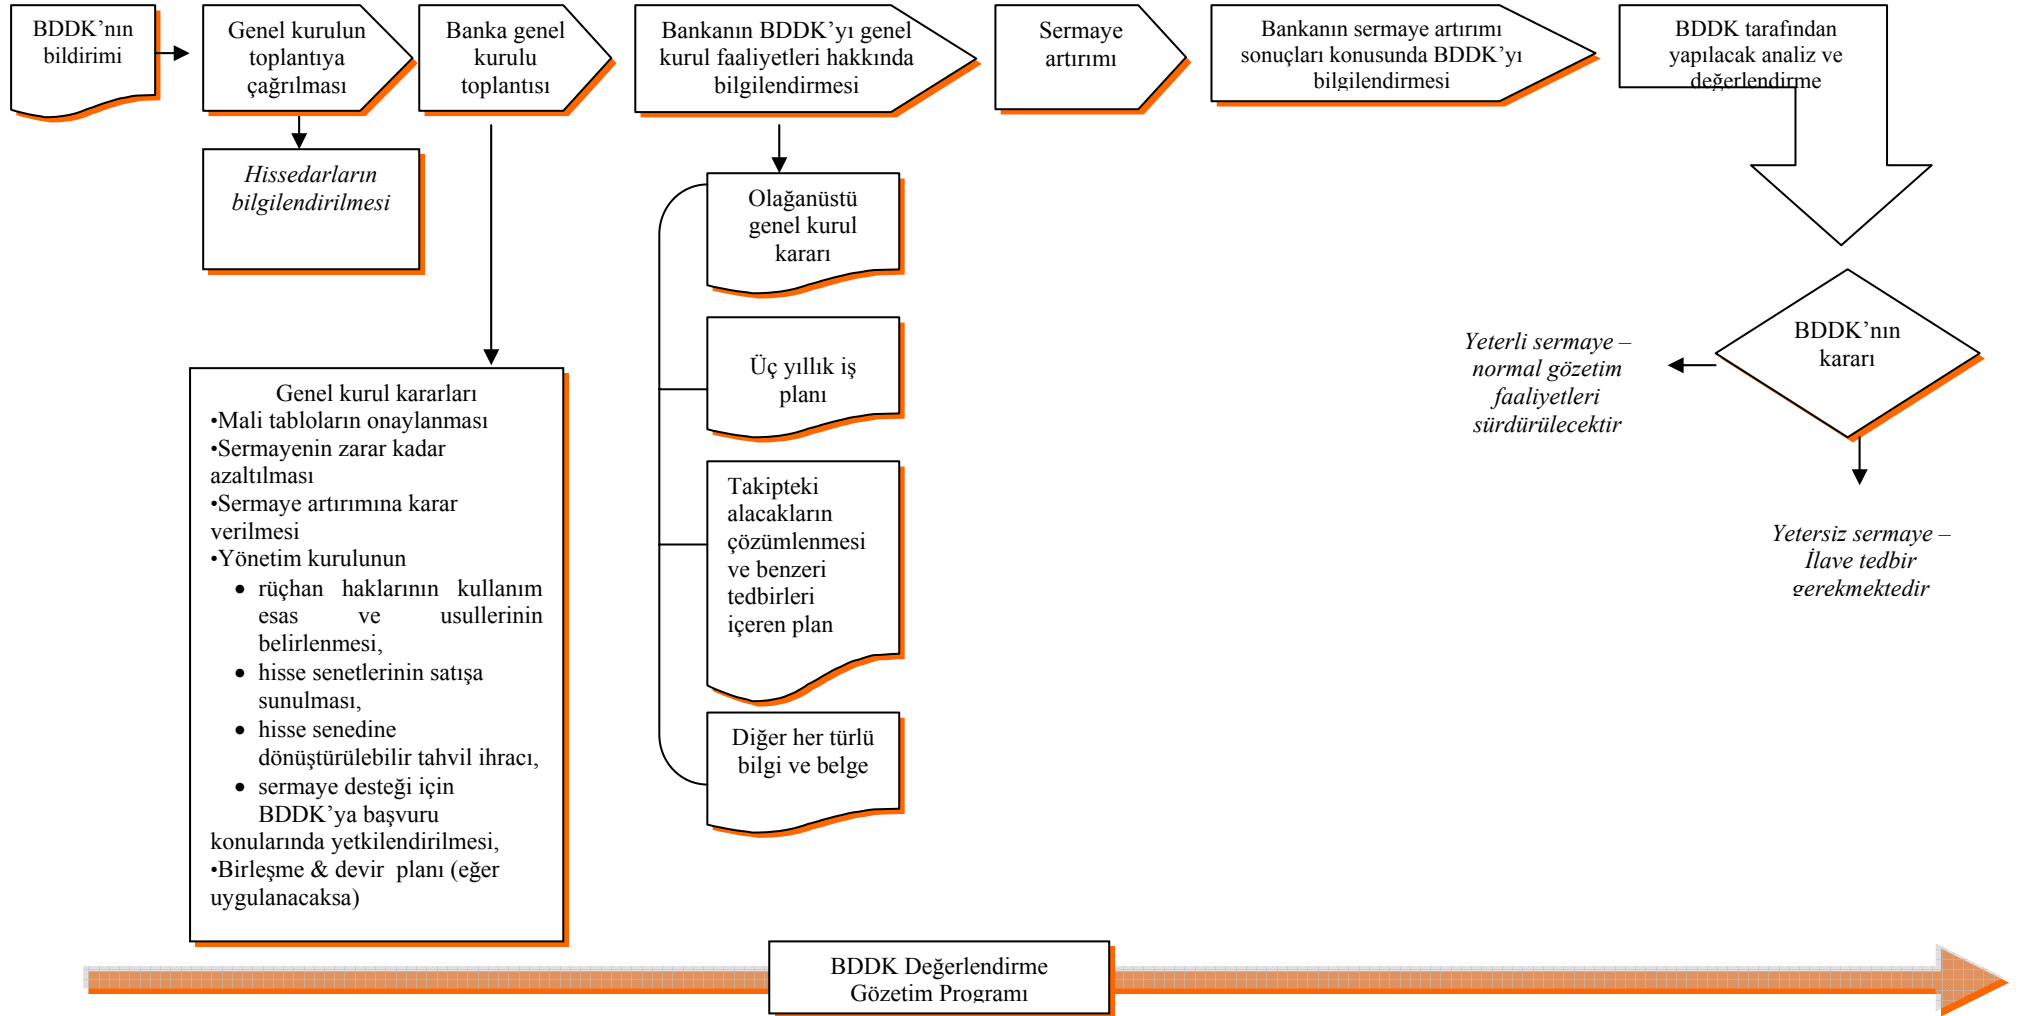 BDDK’nın
bildirimi
Genel kurulun
toplantıya
çağrılması
Banka genel
kurulu
toplantısı
Bankanın BDDK’yı genel
kurul faaliyetleri hakkında
bilgilendirmesi
Sermaye
artırımı
Bankanın sermaye artırımı
sonuçları konusunda BDDK’yı
bilgilendirmesi
BDDK tarafından
yapılacak analiz ve
değerlendirme
Hissedarların
bilgilendirilmesi
Genel kurul kararları
•Mali tabloların onaylanması
•Sermayenin zarar kadar
azaltılması
•Sermaye artırımına karar
verilmesi
•Yönetim kurulunun
• rüçhan haklarının kullanım
esas ve usullerinin
belirlenmesi,
• hisse senetlerinin satışa
sunulması,
• hisse senedine
dönüştürülebilir tahvil ihracı,
• sermaye desteği için
BDDK’ya başvuru
konularında yetkilendirilmesi,
•Birleşme & devir planı (eğer
uygulanacaksa)
Olağanüstü
genel kurul
kararı
Üç yıllık iş
planı
Takipteki
alacakların
çözümlenmesi
ve benzeri
tedbirleri
içeren plan
Diğer her türlü
bilgi ve belge
BDDK’nın
kararı
Yeterli sermaye –
normal gözetim
faaliyetleri
sürdürülecektir
Yetersiz sermaye –
İlave tedbir
gerekmektedir
BDDK Değerlendirme
Gözetim Programı